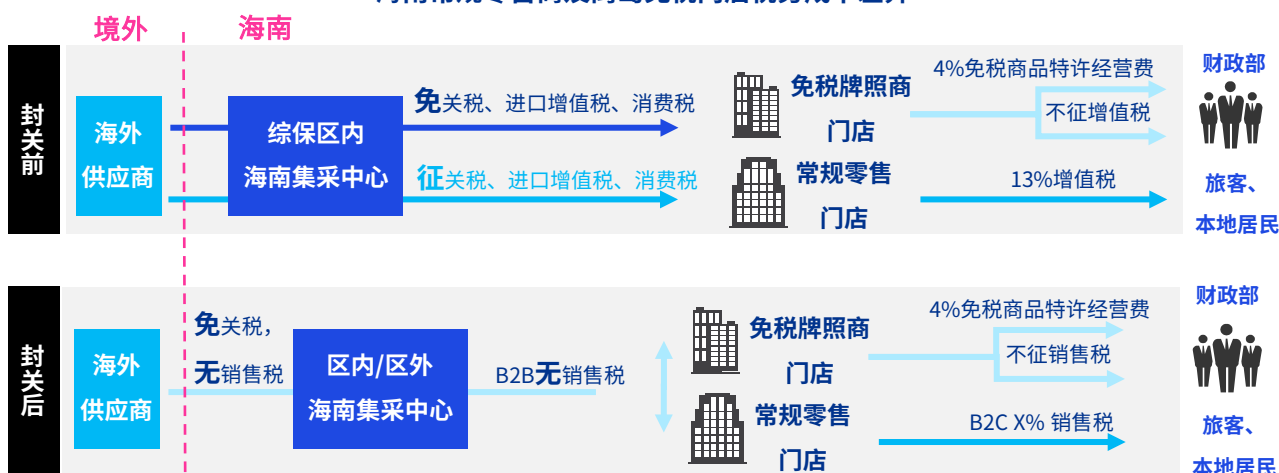 境外
海南
封关前
海外
供应商
综保区内
海南集采中心
免关税、进口增值税、消费税
征关税、进口增值税、消费税
免税牌照商
门店
常规零售
门店
4%免税商品特许经营费
不征增值税
13%增值税
财政部
旅客、
本地居民
封关后
海外
供应商
免关税，
无销售税
区内/区外
海南集采中心
B2B无销售税
免税牌照商
门店
常规零售
门店
4%免税商品特许经营费
不征销售税
B2C X% 销售税
财政部
旅客、
本地居民